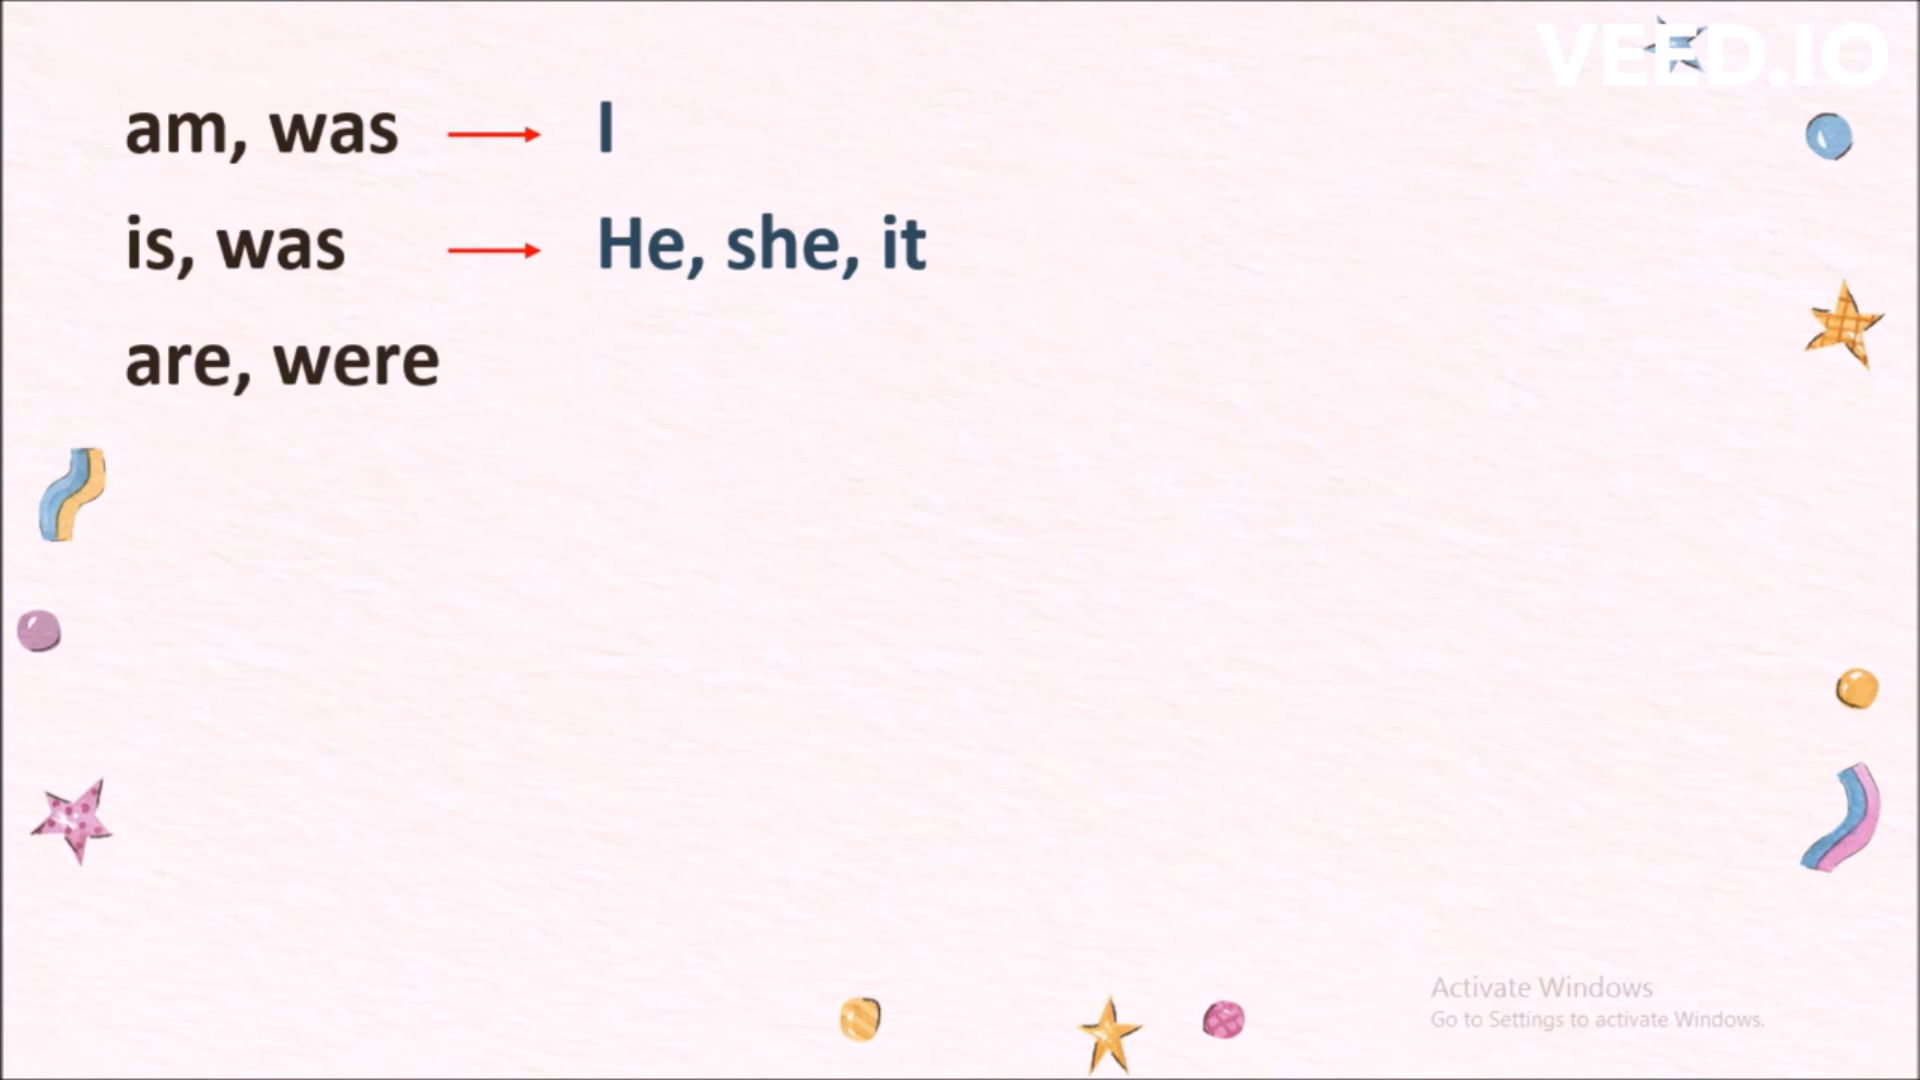 VEED.IO
am, was I
is, was He, she, it
are, were
Activate Windows
Go to Settings to activate Windows.